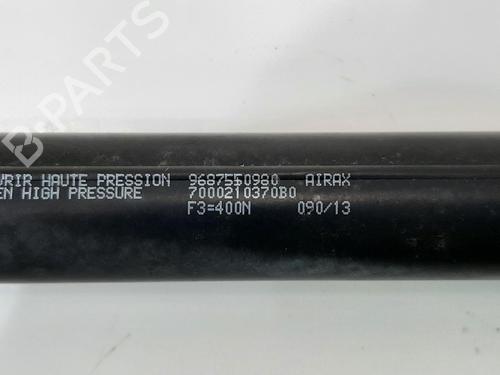 VRIR HAUTE PRESSION 9687550980 AIRAX
EN HIGH PRESSURE 7000210370B0
F3=400N 090/13
B-PARTS